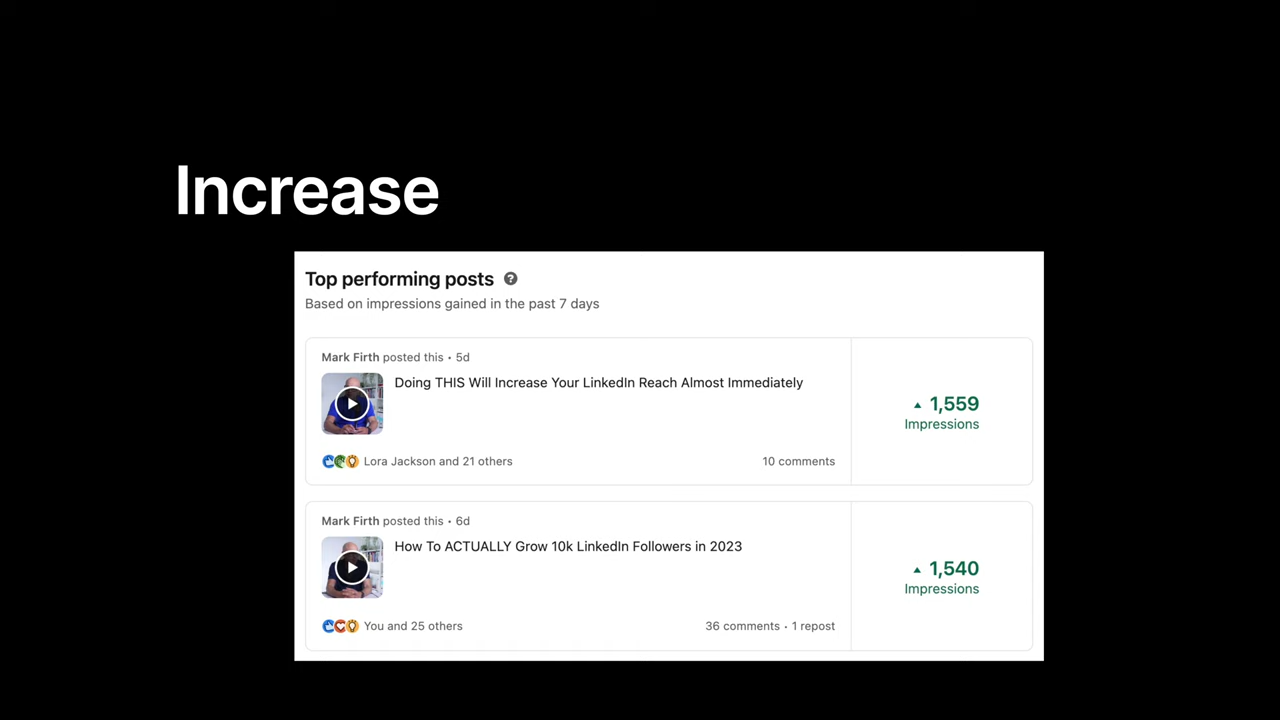 Increase
Top performing posts
Based on impressions gained in the past 7 days
Mark Firth posted this • 5d
Doing THIS Will Increase Your LinkedIn Reach Almost Immediately
1,559
Impressions
Lora Jackson and 21 others
10 comments
Mark Firth posted this • 6d
How To ACTUALLY Grow 10k LinkedIn Followers in 2023
1,540
Impressions
You and 25 others
36 comments • 1 repost